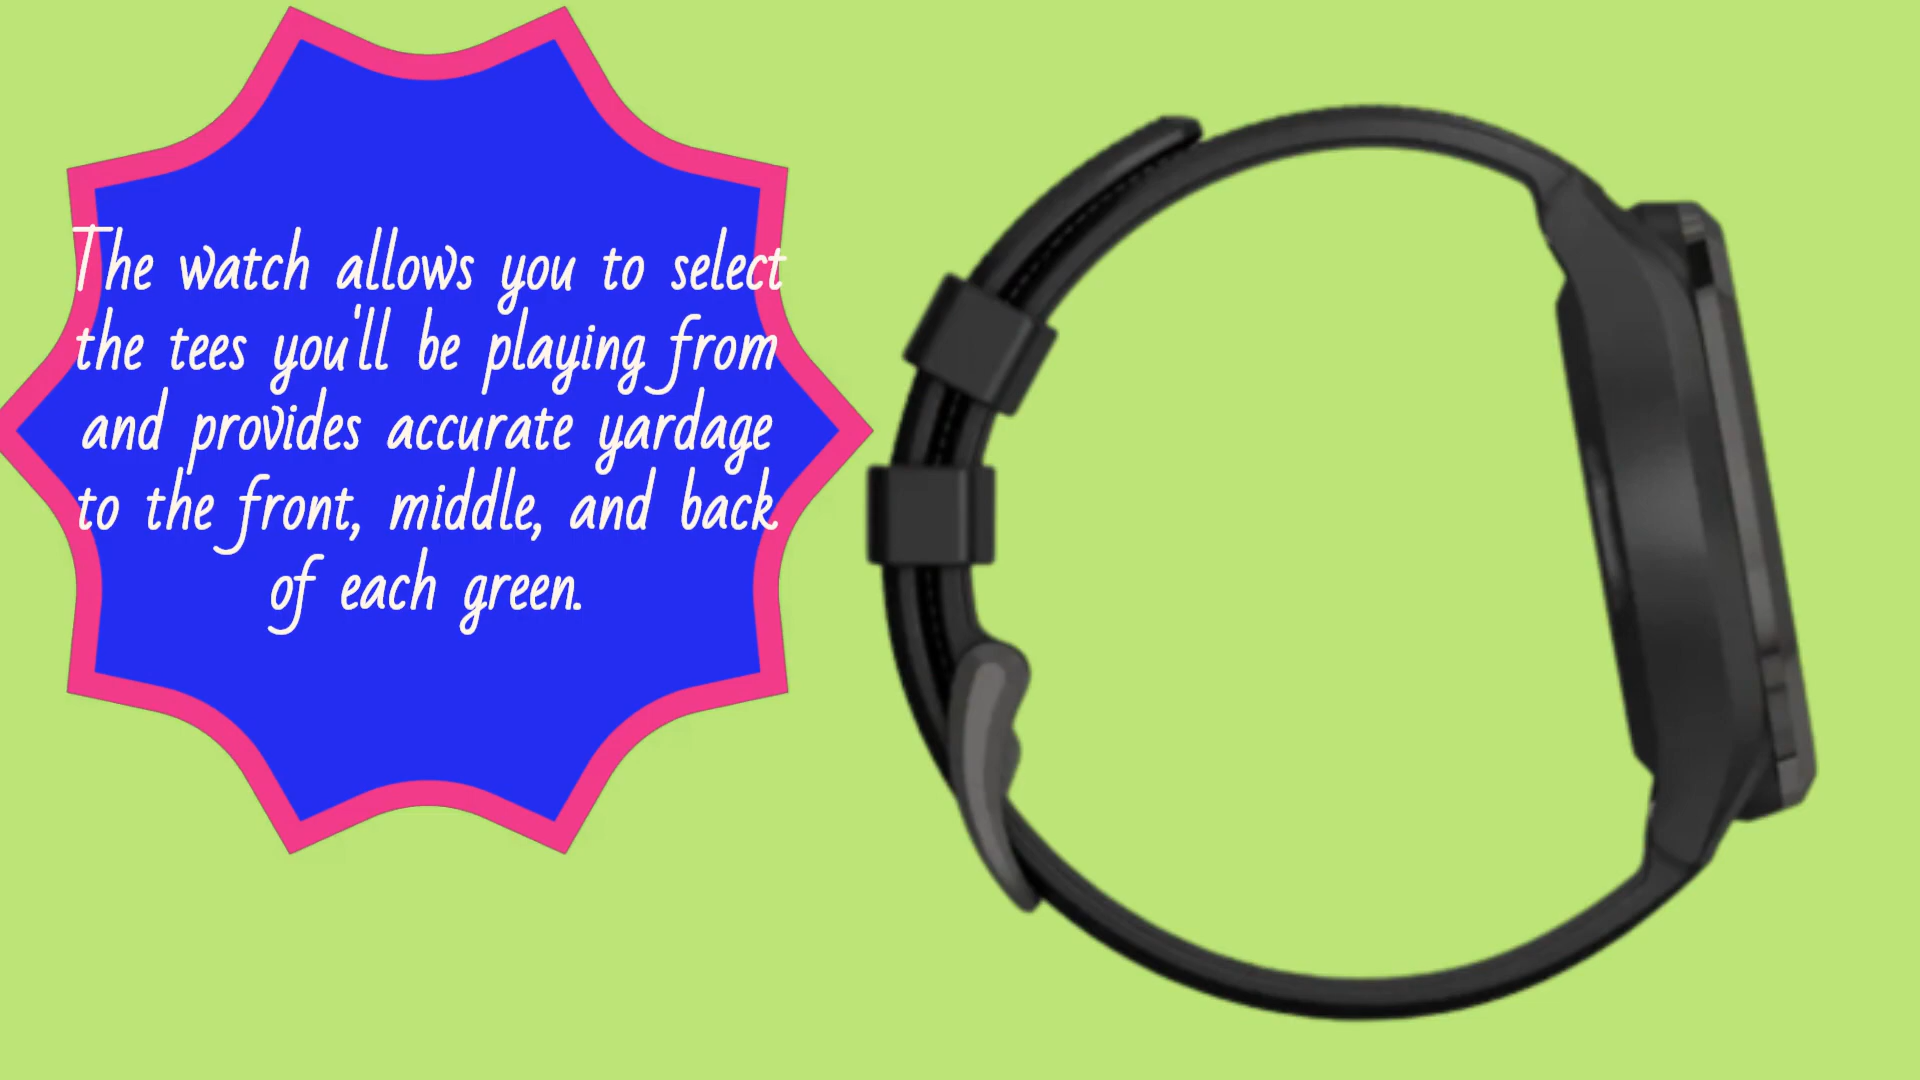 The watch allows you to select
the tees you'll be playing from
and provides accurate yardage
to the front, middle, and back
of each green.